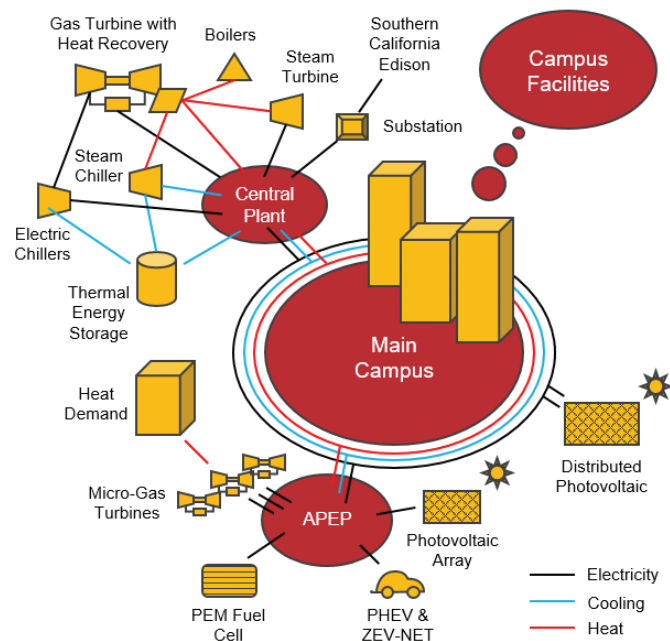 Gas Turbine with
Heat Recovery
Boilers
Steam
Turbine
Southern
California
Edison
Substation
Campus
Facilities
Steam
Chiller
Central
Plant
Electric
Chillers
Thermal
Energy
Storage
Main
Campus
Heat
Demand
Distributed
Photovoltaic
Micro-Gas
Turbines
APEP
Photovoltaic
Array
PEM Fuel
Cell
PHEV &
ZEV-NET
Electricity
Cooling
Heat